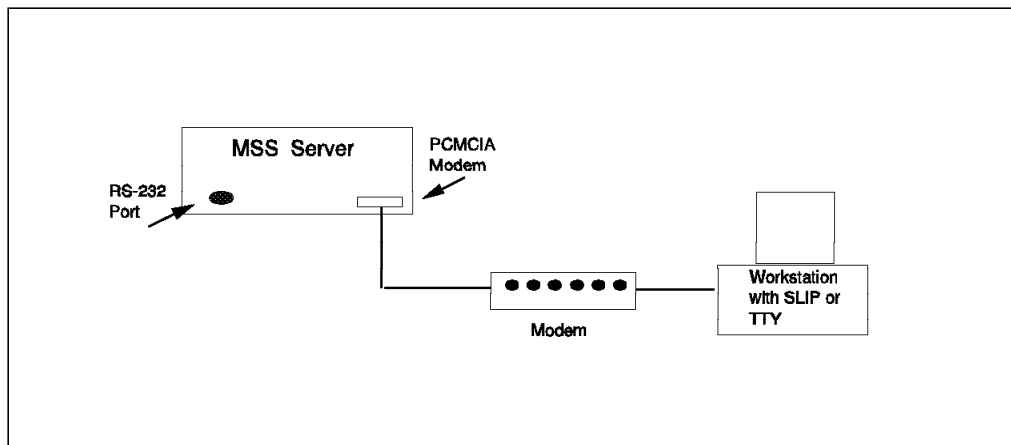 MSS Server
PCMCIA
Modem
RS-232
Port
Workstation
with SLIP or
TTY
Modem